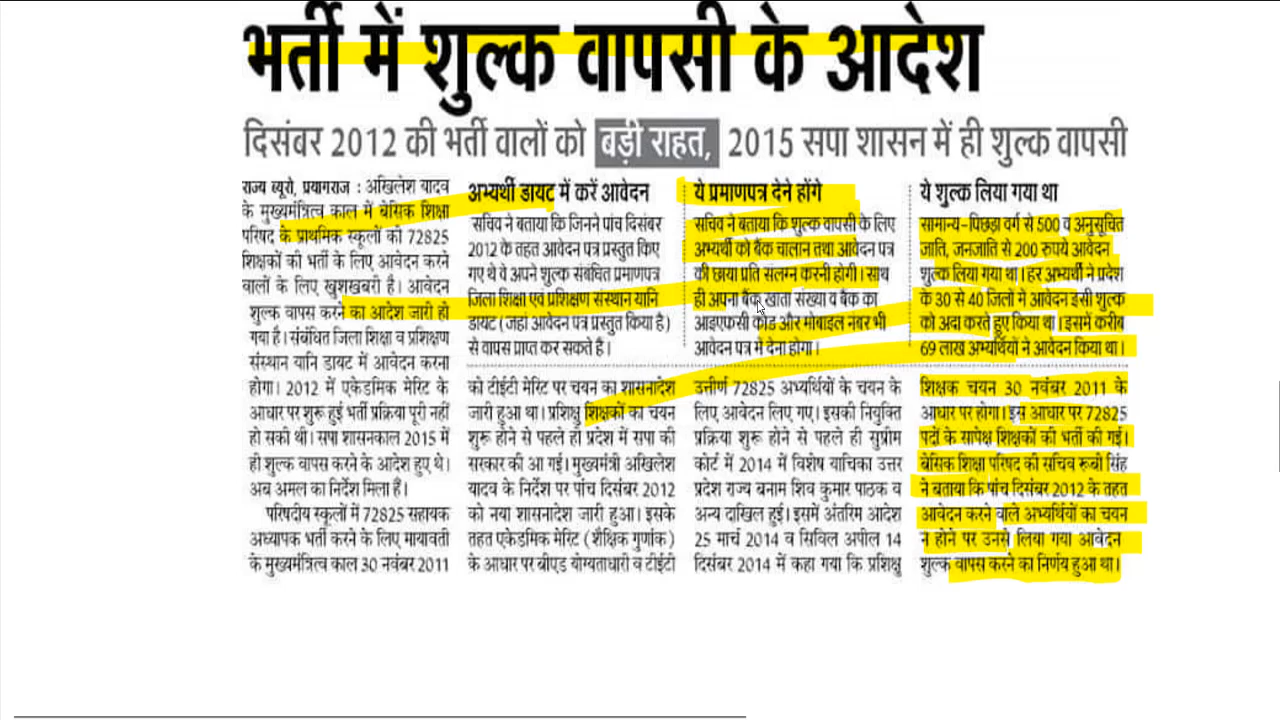 भर्ती में शुल्क वापसी के आदेश
दिसंबर 2012 की भर्ती वालों को बड़ी राहत, 2015 सपा शासन में ही शुल्क वापसी
राज्य ब्यूरो, प्रयागराज : अखिलेश यादव
के मुख्यमंत्रित्व काल में बेसिक शिक्षा
परिषद के प्राथमिक स्कूलों को 72825
शिक्षकों की भर्ती के लिए आवेदन करने
वालों के लिए खुशखबरी है। आवेदन
शुल्क वापस करने का आदेश जारी हो
गया है। संबंधित जिला शिक्षा व प्रशिक्षण
संस्थान यानि डायट में आवेदन करना
होगा। 2012 में एकेडमिक मेरिट के
आधार पर शुरू हुई भर्ती प्रक्रिया पूरी नहीं
हो सकी थी। सपा शासनकाल 2015 में
ही शुल्क वापस करने के आदेश हुए थे।
अब अमल का निर्देश मिला है।
परिषदीय स्कूलों में 72825 सहायक
अध्यापक भर्ती करने के लिए मायावती
के मुख्यमंत्रित्व काल 30 नवंबर 2011
अभ्यर्थी डायट में करें आवेदन
सचिव ने बताया कि जिनने पांच दिसंबर
2012 के तहत आवेदन पत्र प्रस्तुत किए
गए थे वे अपने शुल्क संबंधित प्रमाणपत्र
जिला शिक्षा एवं प्रशिक्षण संस्थान यानि
डायट (जहां आवेदन पत्र प्रस्तुत किया है)
से वापस प्राप्त कर सकते है।
ये प्रमाणपत्र देने होंगे
सचिव ने बताया कि शुल्क वापसी के लिए
अभ्यर्थी को बैंक चालान तथा आवेदन पत्र
की छाया प्रति संलग्न करनी होगी। साथ
ही अपना बैंक खाता संख्या व बैंक का
आइएफसी कोड और मोबाइल नंबर भी
आवेदन पत्र में देना होगा।
ये शुल्क लिया गया था
सामान्य-पिछड़ा वर्ग से 500 व अनुसूचित
जाति, जनजाति से 200 रुपये आवेदन
शुल्क लिया गया था। हर अभ्यर्थी ने प्रदेश
के 30 से 40 जिलों में आवेदन इसी शुल्क
को अदा करते हुए किया था। इसमें करीब
69 लाख अभ्यर्थियों ने आवेदन किया था।
को टीईटी मेरिट पर चयन का शासनादेश
जारी हुआ था। प्रशिक्षु शिक्षकों का चयन
शुरू होने से पहले ही प्रदेश में सपा की
सरकार की आ गई। मुख्यमंत्री अखिलेश
यादव के निर्देश पर पांच दिसंबर 2012
को नया शासनादेश जारी हुआ। इसके
तहत एकेडमिक मेरिट (शैक्षिक गुणांक)
के आधार पर बीएड योग्यताधारी व टीईटी
उत्तीर्ण 72825 अभ्यर्थियों के चयन के
लिए आवेदन लिए गए। इसकी नियुक्ति
प्रक्रिया शुरू होने से पहले ही सुप्रीम
कोर्ट में 2014 में विशेष याचिका उत्तर
प्रदेश राज्य बनाम शिव कुमार पाठक व
अन्य दाखिल हुई। इसमें अंतरिम आदेश
25 मार्च 2014 व सिविल अपील 14
दिसंबर 2014 में कहा गया कि प्रशिक्षु
शिक्षक चयन 30 नवंबर 2011 के
आधार पर होगा। इस आधार पर 72825
पदों के सापेक्ष शिक्षकों की भर्ती की गई।
बेसिक शिक्षा परिषद की सचिव रूबी सिंह
ने बताया कि पांच दिसंबर 2012 के तहत
आवेदन करने वाले अभ्यर्थियों का चयन
न होने पर उनसे लिया गया आवेदन
शुल्क वापस करने का निर्णय हुआ था।